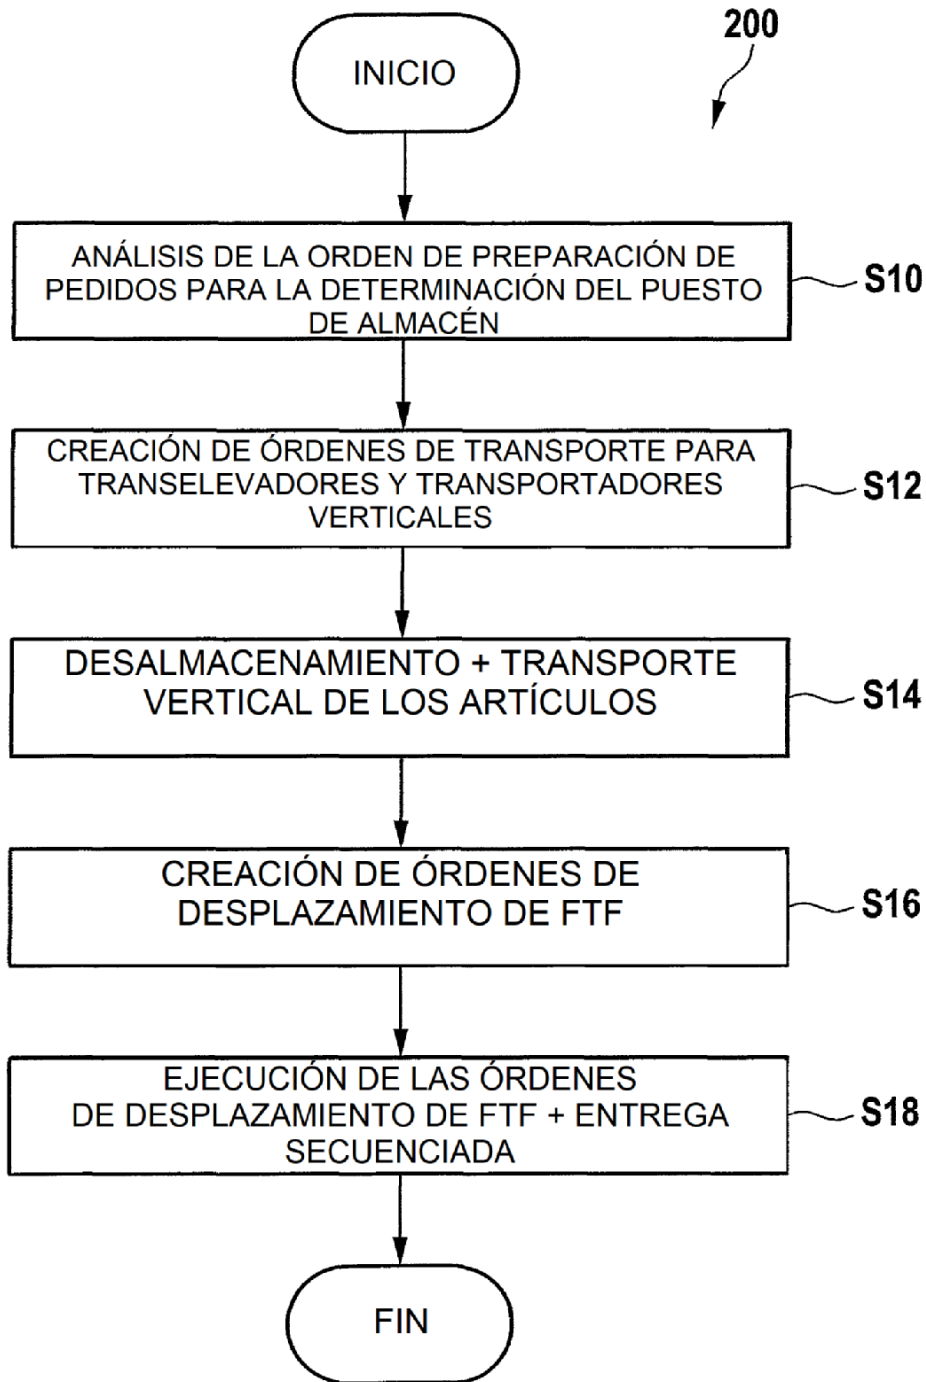 200
INICIO
ANÁLISIS DE LA ORDEN DE PREPARACIÓN DE
PEDIDOS PARA LA DETERMINACIÓN DEL PUESTO
DE ALMACÉN
S10
CREACIÓN DE ÓRDENES DE TRANSPORTE PARA
TRANSELEVADORES Y TRANSPORTADORES
VERTICALES
S12
DESALMACENAMIENTO + TRANSPORTE
VERTICAL DE LOS ARTÍCULOS
S14
CREACIÓN DE ÓRDENES DE
DESPLAZAMIENTO DE FTF
S16
EJECUCIÓN DE LAS ÓRDENES
DE DESPLAZAMIENTO DE FTF + ENTREGA
SECUENCIADA
S18
FIN